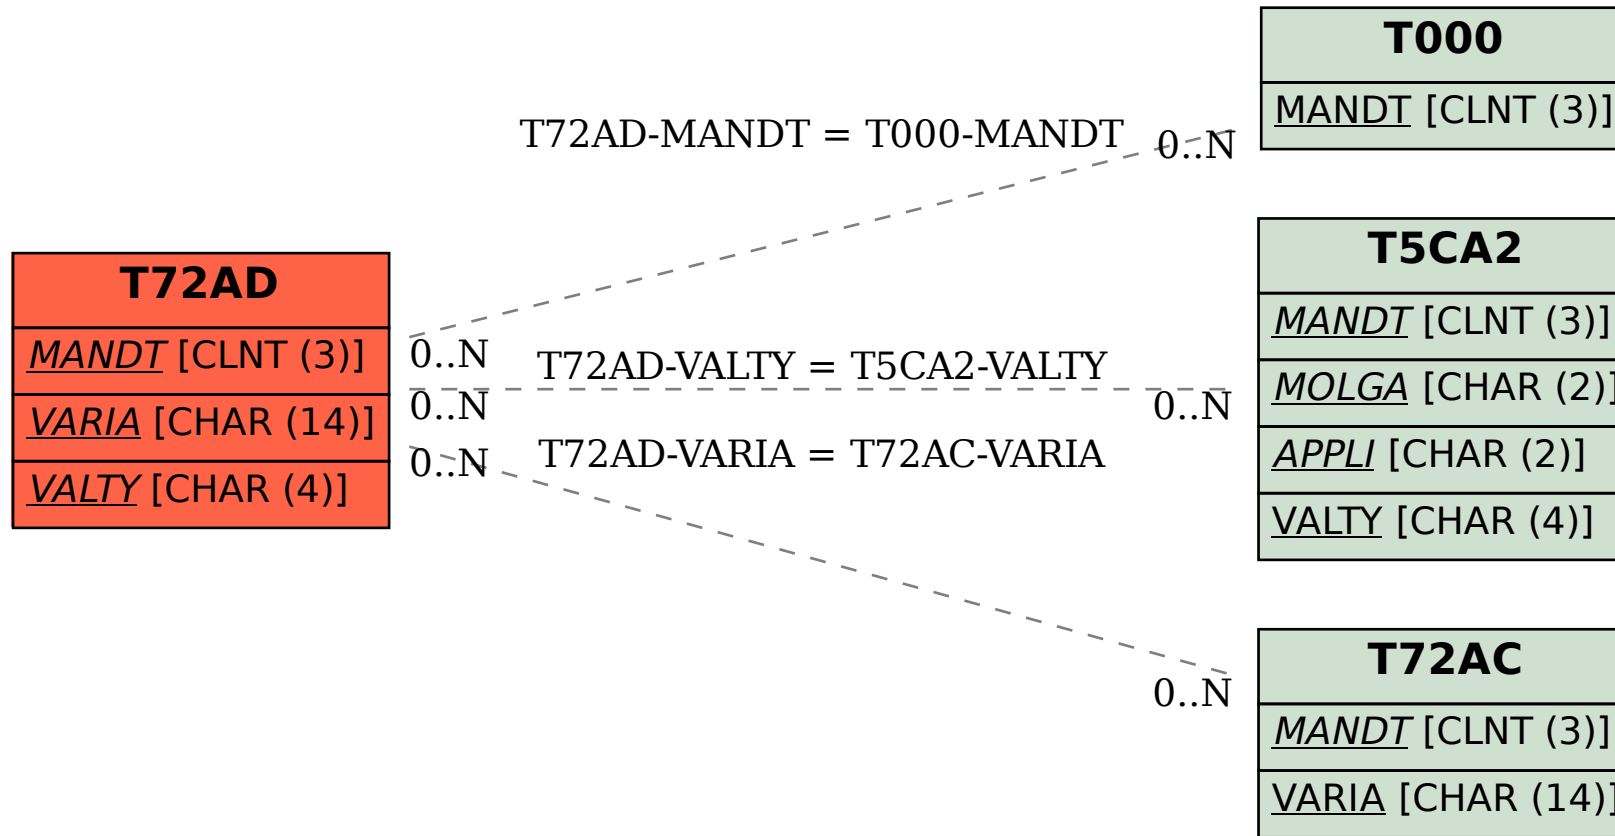 T000
MANDT [CLNT (3)]
T72AD-MANDT = T000-MANDT
0..N
T5CA2
MANDT [CLNT (3)]
MOLGA [CHAR (2)]
APPLI [CHAR (2)]
VALTY [CHAR (4)]
T72AD
MANDT [CLNT (3)]
VARIA [CHAR (14)]
VALTY [CHAR (4)]
0..N
T72AD-VALTY = T5CA2-VALTY
0..N
0..N
T72AD-VARIA = T72AC-VARIA
0..N
0..N
T72AC
MANDT [CLNT (3)]
VARIA [CHAR (14)]